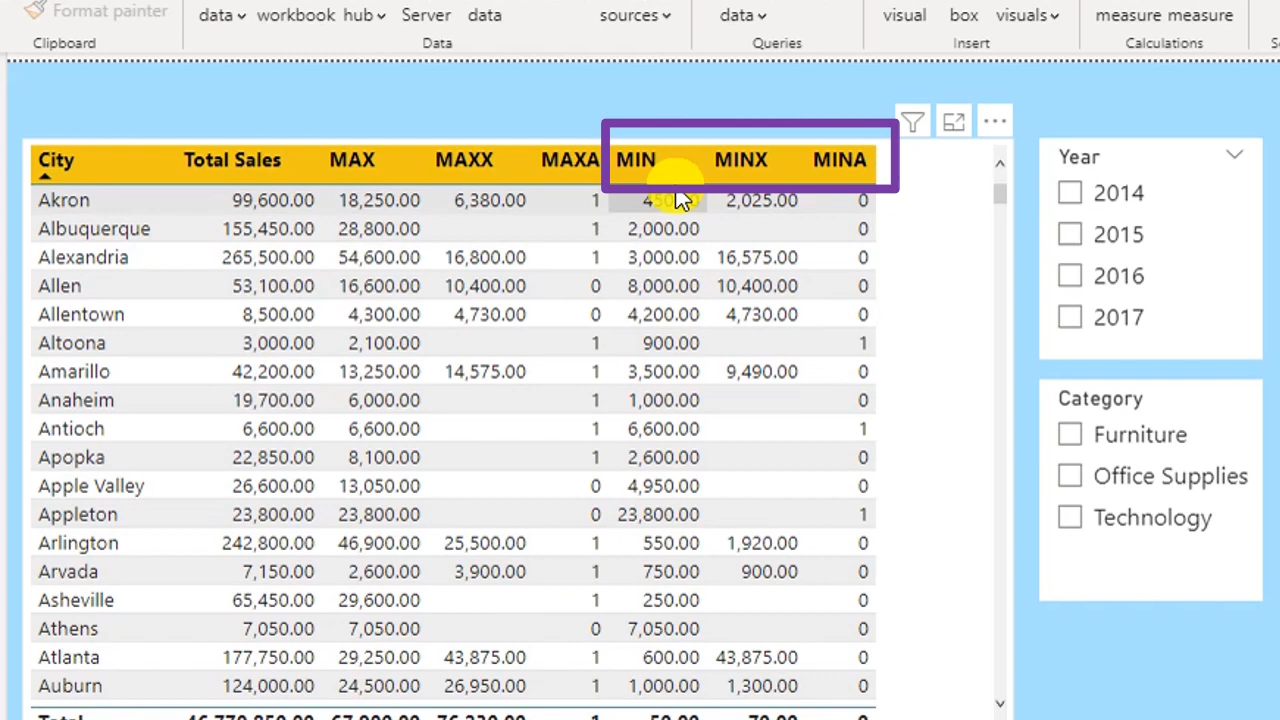 Format painter
data workbook hub Server data sources data visual box visuals measure measure
Clipboard Data Queries Insert Calculations
City Total Sales MAX MAXX MAXA MIN MINX MINA
Akron 99,600.00 18,250.00 6,380.00 1 2,025.00 0
Albuquerque 155,450.00 28,800.00 1 2,000.00 0
Alexandria 265,500.00 54,600.00 16,800.00 1 3,000.00 16,575.00 0
Allen 53,100.00 16,600.00 10,400.00 0 8,000.00 10,400.00 0
Allentown 8,500.00 4,300.00 4,730.00 0 4,200.00 4,730.00 0
Altoona 3,000.00 2,100.00 1 900.00 1
Amarillo 42,200.00 13,250.00 14,575.00 1 3,500.00 9,490.00 0
Anaheim 19,700.00 6,000.00 1 1,000.00 0
Antioch 6,600.00 6,600.00 1 6,600.00 1
Apopka 22,850.00 8,100.00 1 2,600.00 0
Apple Valley 26,600.00 13,050.00 0 4,950.00 0
Appleton 23,800.00 23,800.00 0 23,800.00 1
Arlington 242,800.00 46,900.00 25,500.00 1 550.00 1,920.00 0
Arvada 7,150.00 2,600.00 3,900.00 1 750.00 900.00 0
Asheville 65,450.00 29,600.00 1 250.00 0
Athens 7,050.00 7,050.00 0 7,050.00 0
Atlanta 177,750.00 29,250.00 43,875.00 1 600.00 43,875.00 0
Auburn 124,000.00 24,500.00 26,950.00 1 1,000.00 1,300.00 0
Total
Year
2014
2015
2016
2017
Category
Furniture
Office Supplies
Technology